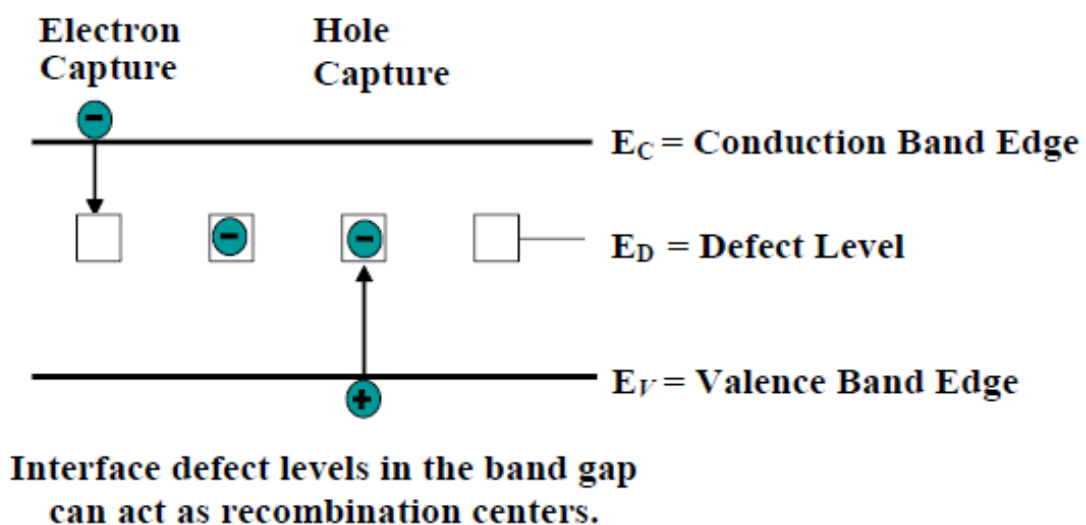 Electron
Capture
Hole
Capture
E_C = Conduction Band Edge
E_D = Defect Level
E_V = Valence Band Edge
Interface defect levels in the band gap
can act as recombination centers.